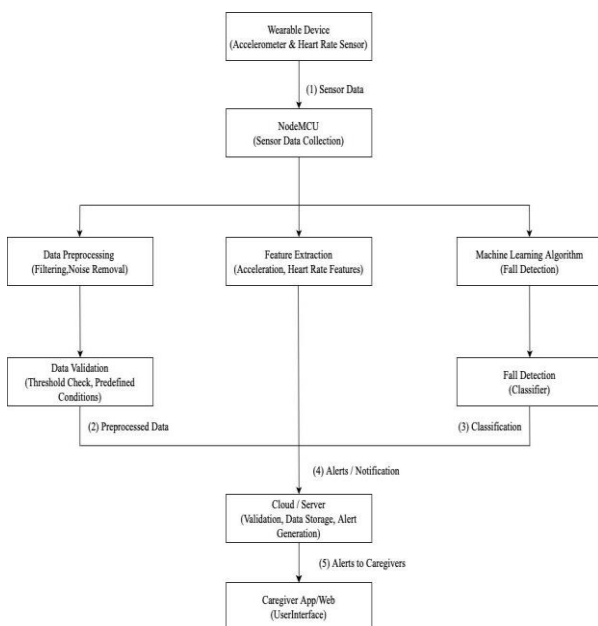 Wearable Device
(Accelerometer & Heart Rate Sensor)
(1) Sensor Data
NodeMCU
(Sensor Data Collection)
Data Preprocessing
(Filtering,Noise Removal)
Feature Extraction
(Acceleration, Heart Rate Features)
Machine Learning Algorithm
(Fall Detection)
Data Validation
(Threshold Check, Predefined
Conditions)
Fall Detection
(Classifier)
(2) Preprocessed Data
(3) Classification
(4) Alerts / Notification
Cloud / Server
(Validation, Data Storage, Alert
Generation)
(5) Alerts to Caregivers
Caregiver App/Web
(UserInterface)